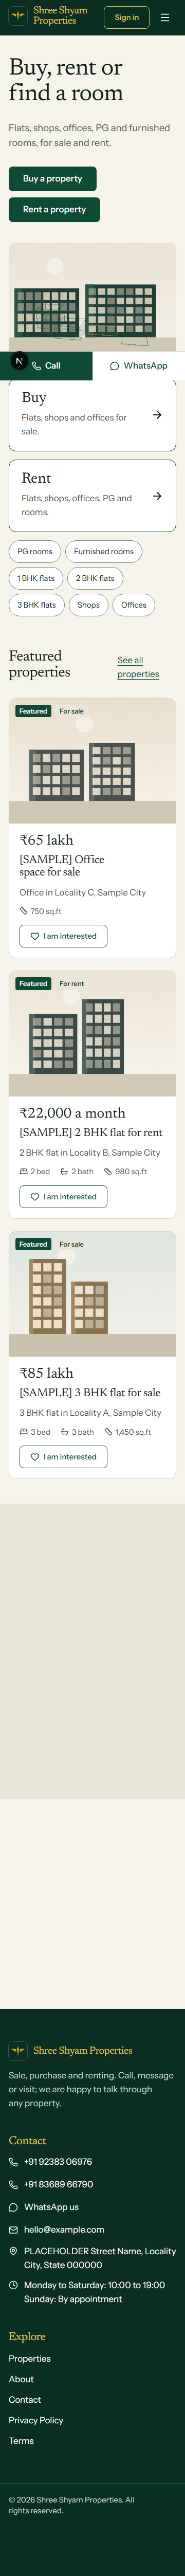 Shree Shyam
Properties
Sign in
Buy, rent or
find a room
Flats, shops, offices, PG and furnished
rooms, for sale and rent.
Buy a property
Rent a property
N
Call
WhatsApp
Buy
Flats, shops and offices for
sale.
Rent
Flats, shops, offices, PG and
rooms.
PG rooms
Furnished rooms
1 BHK flats
2 BHK flats
3 BHK flats
Shops
Offices
Featured
properties
See all
properties
Featured
For sale
₹65 lakh
[SAMPLE] Office
space for sale
Office in Locality C, Sample City
750 sq.ft
I am interested
Featured
For rent
₹22,000 a month
[SAMPLE] 2 BHK flat for rent
2 BHK flat in Locality B, Sample City
2 bed 2 bath 980 sq.ft
I am interested
Featured
For sale
₹85 lakh
[SAMPLE] 3 BHK flat for sale
3 BHK flat in Locality A, Sample City
3 bed 3 bath 1,450 sq.ft
I am interested
Shree Shyam Properties
Sale, purchase and renting. Call, message
or visit; we are happy to talk through
any property.
Contact
+91 92383 06976
+91 83689 66790
WhatsApp us
hello@example.com
PLACEHOLDER Street Name, Locality
City, State 000000
Monday to Saturday: 10:00 to 19:00
Sunday: By appointment
Explore
Properties
About
Contact
Privacy Policy
Terms
© 2026 Shree Shyam Properties. All
rights reserved.